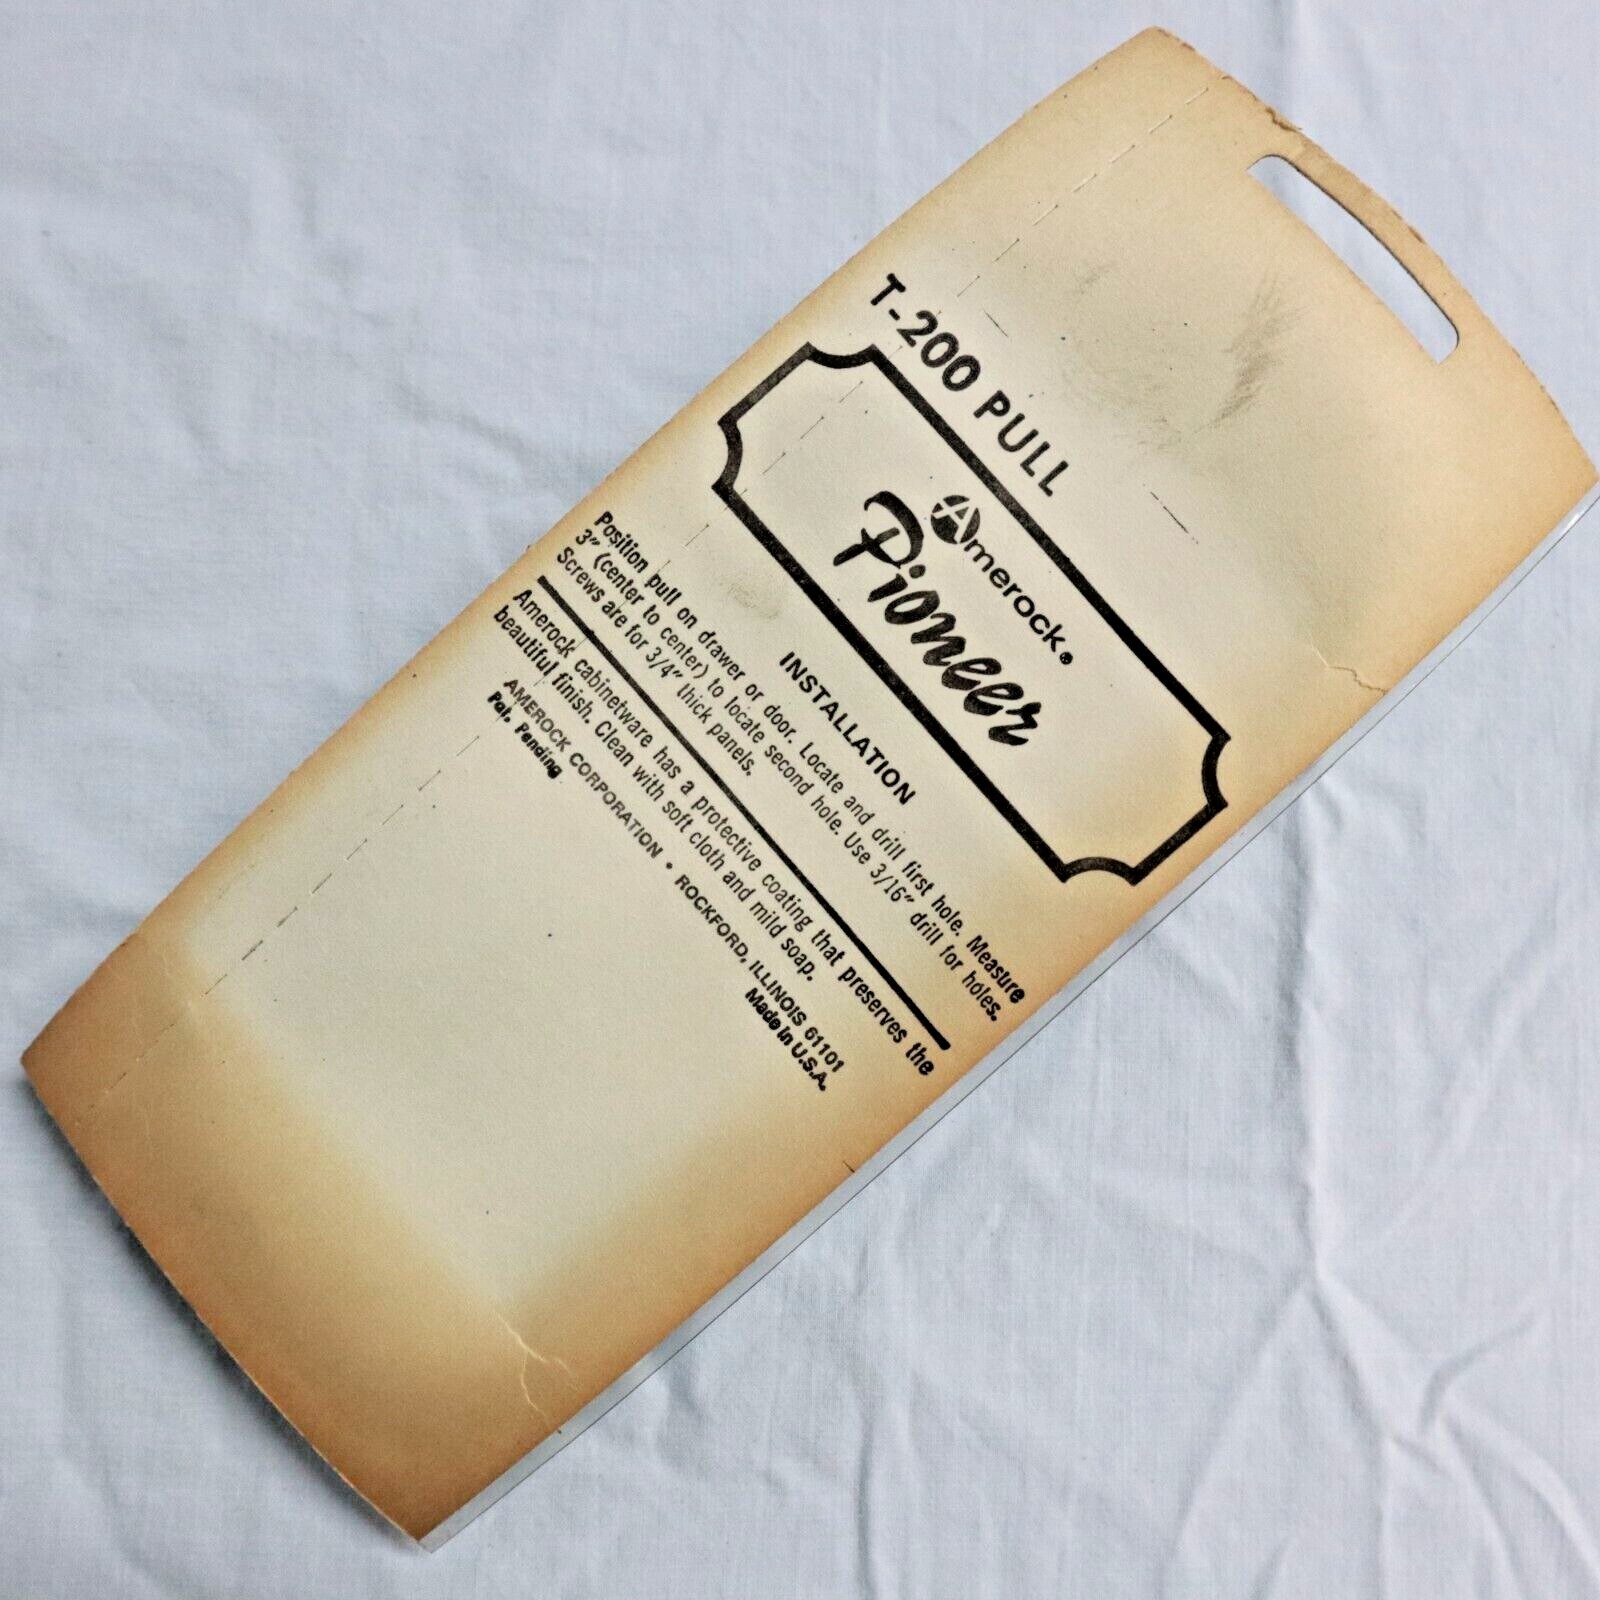 T-200 PULL
Amerock®
Pioneer
INSTALLATION
Position pull on drawer or door. Locate and drill first hole. Measure
3" (center to center) to locate second hole. Use 3/16" drill for holes.
Screws are for 3/4" thick panels.
Amerock cabinetware has a protective coating that preserves the
beautiful finish. Clean with soft cloth and mild soap.
AMEROCK CORPORATION • ROCKFORD, ILLINOIS 61101
Pat. Pending Made in U.S.A.